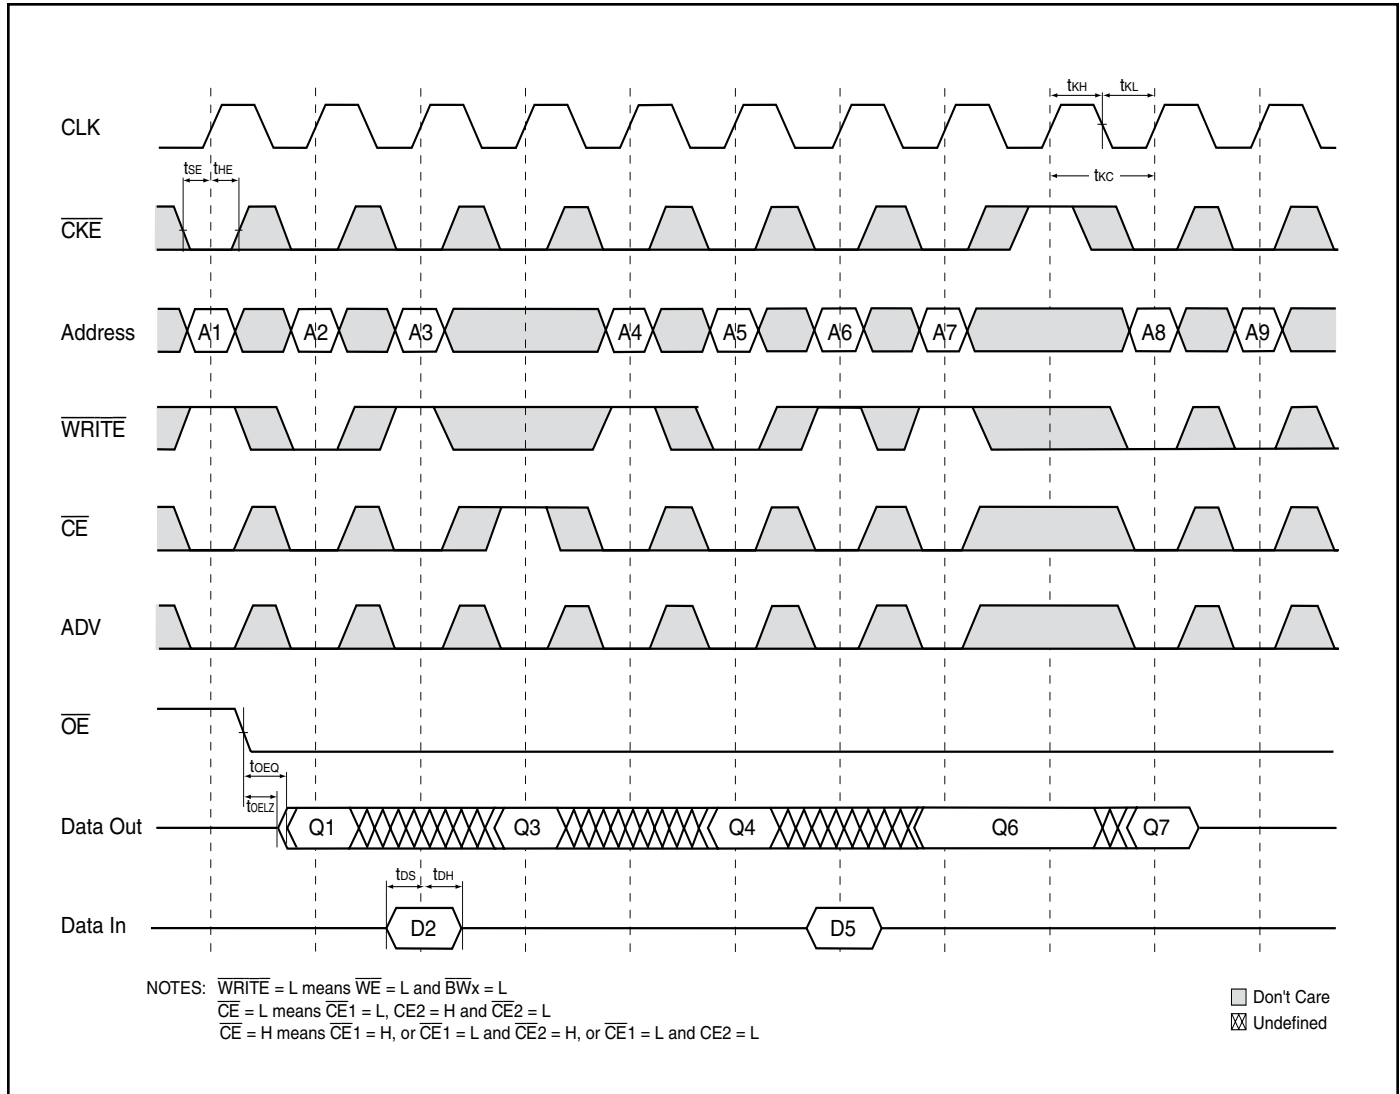 tKH tKL
CLK
tSE tHE
tKC
CKE
Address A1 A2 A3 A4 A5 A6 A7 A8 A9
WRITE
CE
ADV
OE
tOEQ
tOELZ
Data Out Q1 Q3 Q4 Q6 Q7
tDS tDH
Data In D2 D5
NOTES: WRITE = L means WE = L and BWx = L
CE = L means CE1 = L, CE2 = H and CE2 = L
CE = H means CE1 = H, or CE1 = L and CE2 = H, or CE1 = L and CE2 = L
Don't Care
Undefined